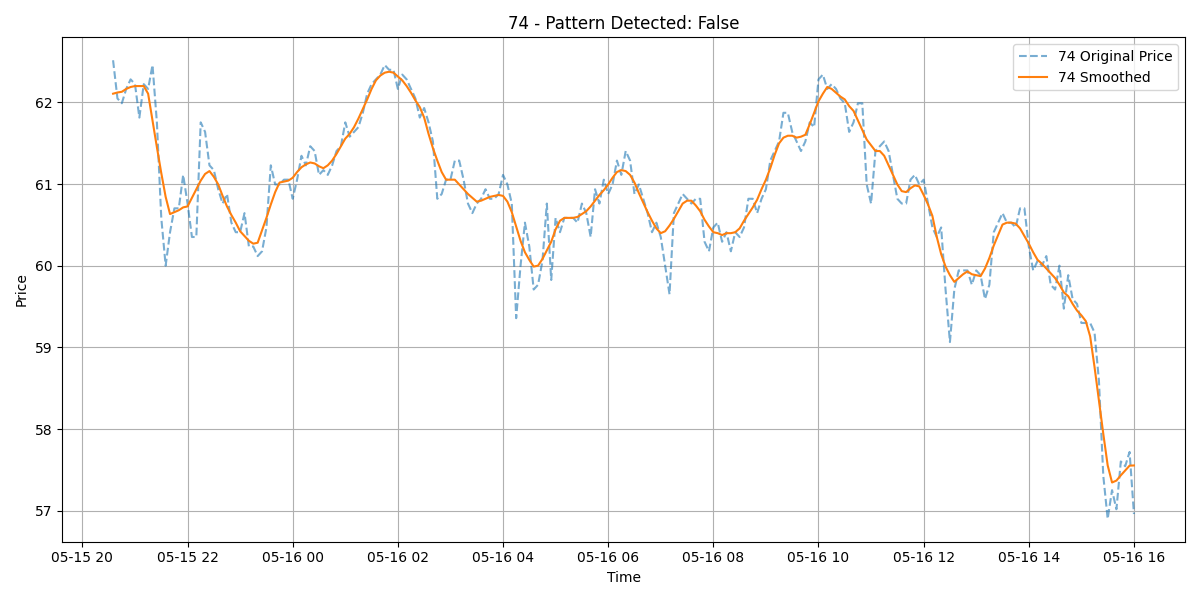 74 - Pattern Detected: False
74 Original Price
74 Smoothed
Price
62
61
60
59
58
57
05-15 20 05-15 22 05-16 00 05-16 02 05-16 04 05-16 06 05-16 08 05-16 10 05-16 12 05-16 14 05-16 16
Time